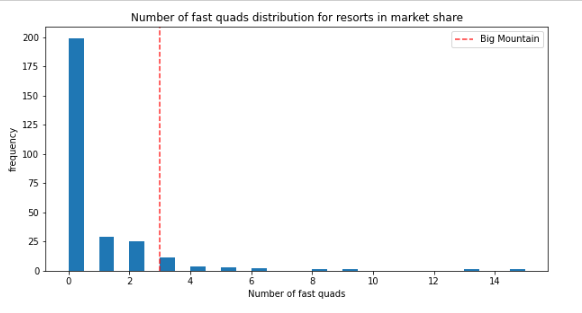 Number of fast quads distribution for resorts in market share
Big Mountain
frequency
200
175
150
125
100
75
50
25
0
0 2 4 6 8 10 12 14
Number of fast quads